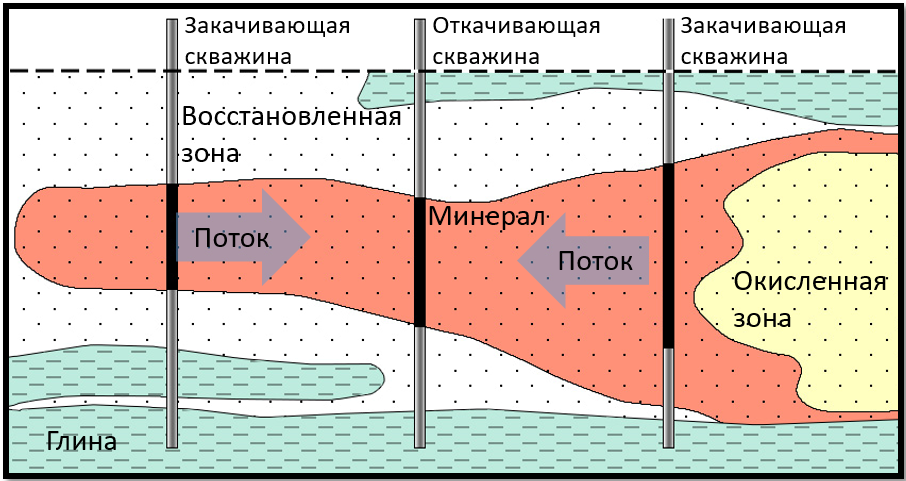 Закачивающая
скважина
Откачивающая
скважина
Закачивающая
скважина
Восстановленная
зона
Минерал
Поток
Поток
Окисленная
зона
Глина